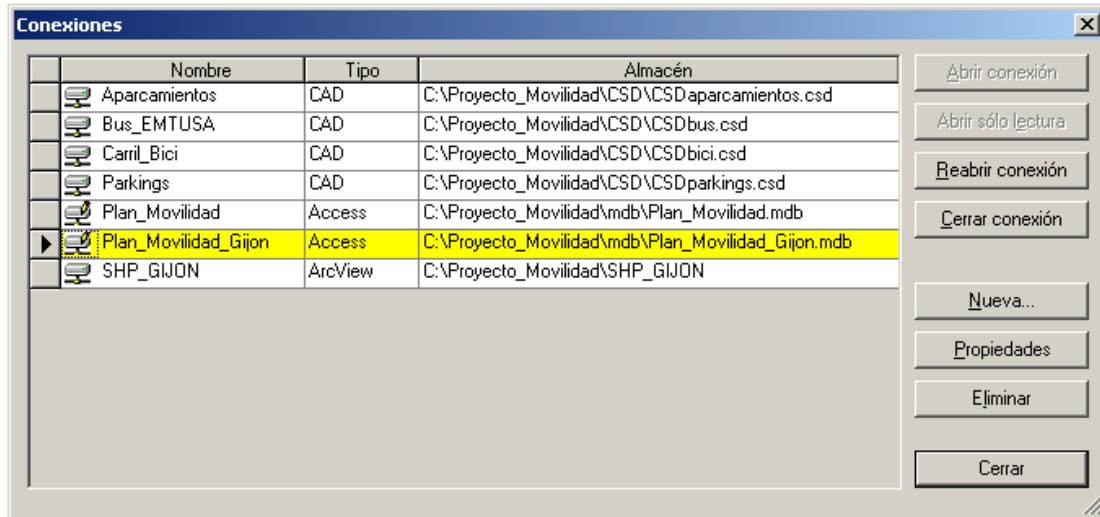 Conexiones
Nombre Tipo Almacén
Aparcamientos CAD C:\Proyecto_Movilidad\CSD\CSDaparcamientos.csd
Bus_EMTUSA CAD C:\Proyecto_Movilidad\CSD\CSDbus.csd
Carril_Bici CAD C:\Proyecto_Movilidad\CSD\CSDbici.csd
Parkings CAD C:\Proyecto_Movilidad\CSD\CSDparkings.csd
Plan_Movilidad Access C:\Proyecto_Movilidad\mdb\Plan_Movilidad.mdb
Plan_Movilidad_Gijon Access C:\Proyecto_Movilidad\mdb\Plan_Movilidad_Gijon.mdb
SHP_GIJON ArcView C:\Proyecto_Movilidad\SHP_GIJON
Abrir conexión
Abrir sólo lectura
Reabrir conexión
Cerrar conexión
Nueva...
Propiedades
Eliminar
Cerrar